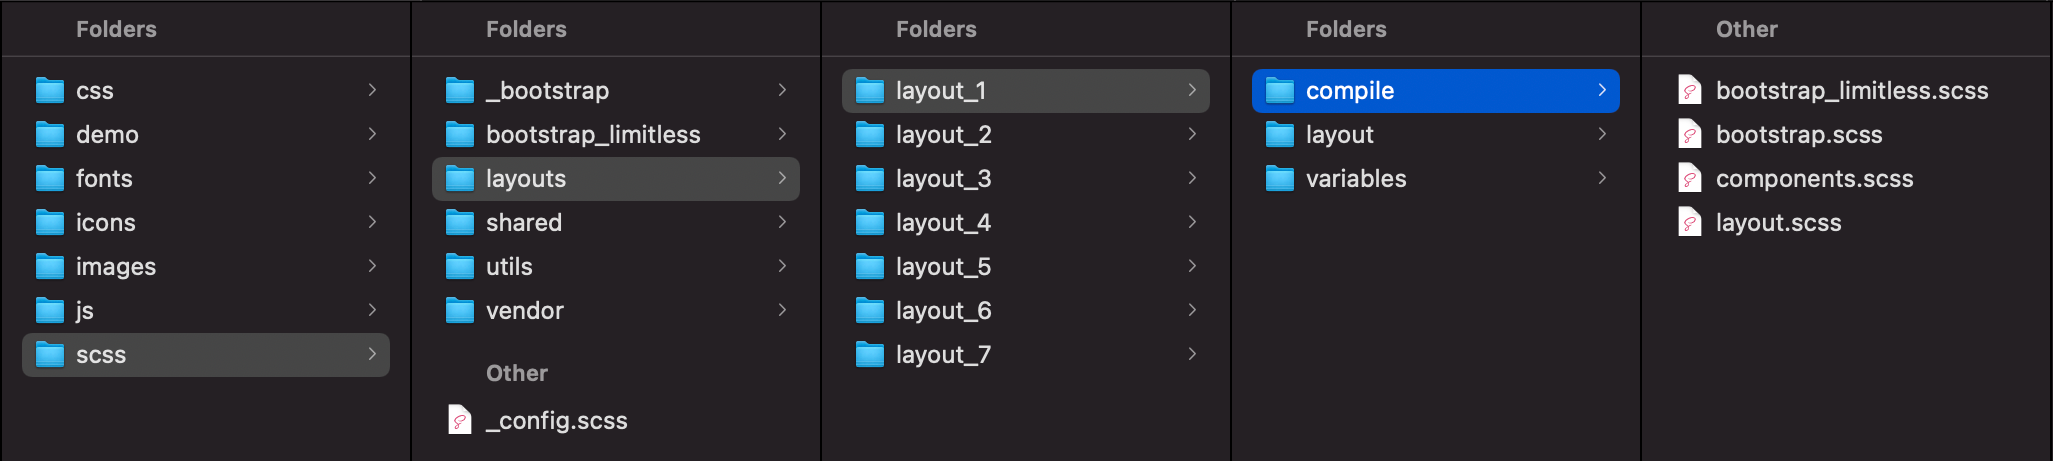 Folders
css
demo
fonts
icons
images
js
scss
Folders
_bootstrap
bootstrap_limitless
layouts
shared
utils
vendor
Other
_config.scss
Folders
layout_1
layout_2
layout_3
layout_4
layout_5
layout_6
layout_7
Folders
compile
layout
variables
Other
bootstrap_limitless.scss
bootstrap.scss
components.scss
layout.scss